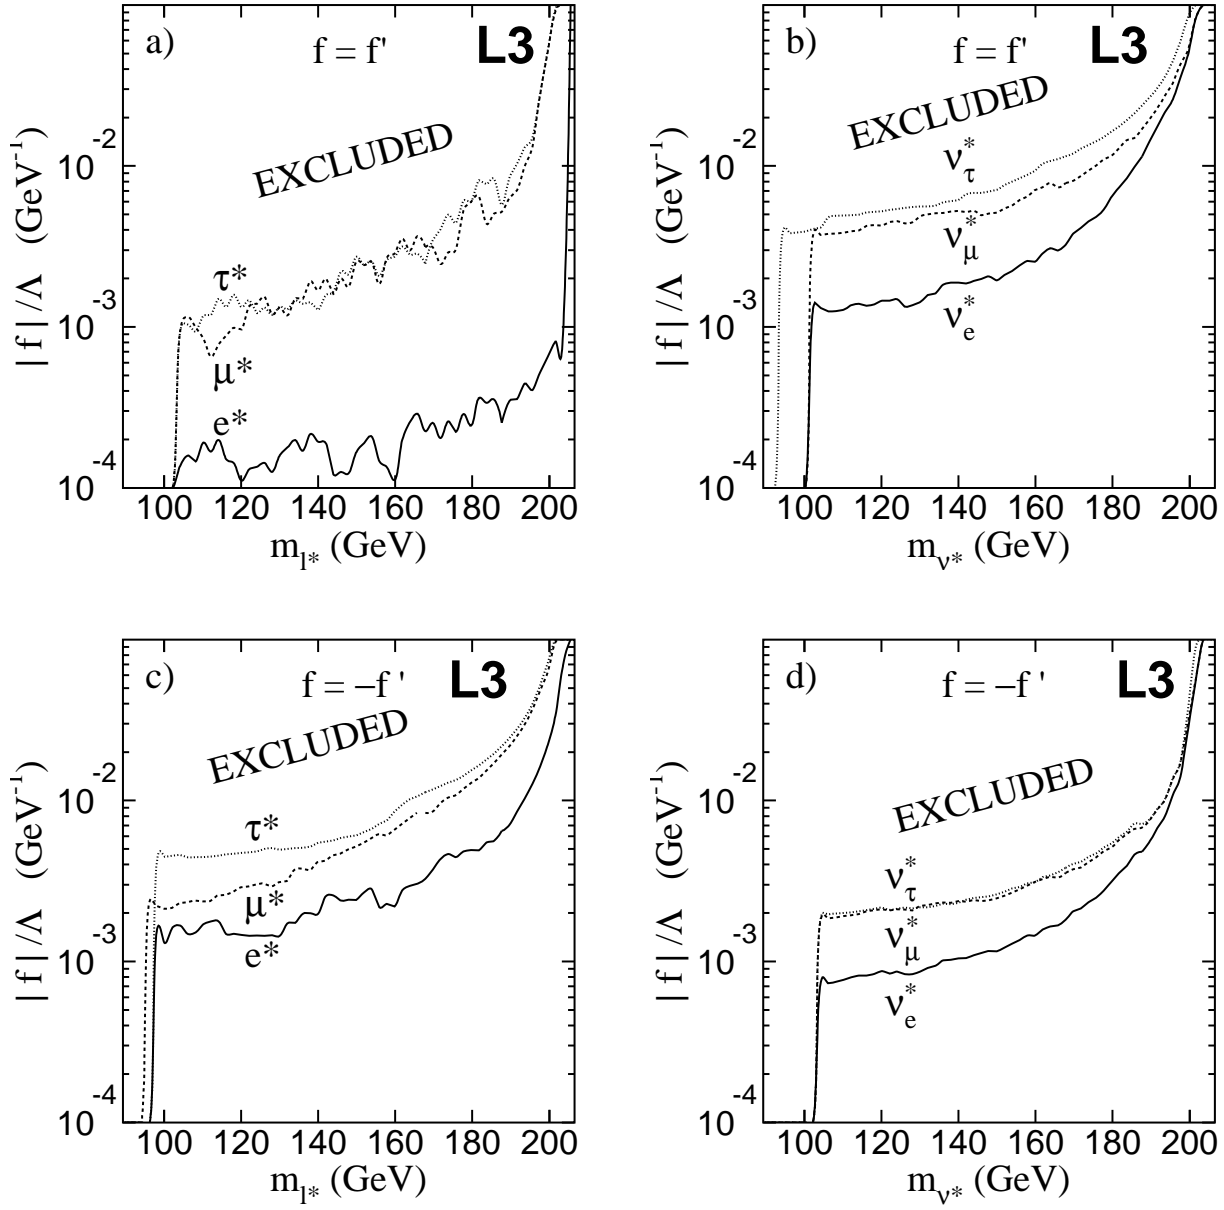 a) f = f' L3
EXCLUDED
τ*
μ*
e*
|f|/Λ (GeV⁻¹)
10⁻²
10⁻³
10⁻⁴
100 120 140 160 180 200
m_l* (GeV)
b) f = f' L3
EXCLUDED
ν*_τ
ν*_μ
ν*_e
|f|/Λ (GeV⁻¹)
10⁻²
10⁻³
10⁻⁴
100 120 140 160 180 200
m_ν* (GeV)
c) f = −f' L3
EXCLUDED
τ*
μ*
e*
|f|/Λ (GeV⁻¹)
10⁻²
10⁻³
10⁻⁴
100 120 140 160 180 200
m_l* (GeV)
d) f = −f' L3
EXCLUDED
ν*_τ
ν*_μ
ν*_e
|f|/Λ (GeV⁻¹)
10⁻²
10⁻³
10⁻⁴
100 120 140 160 180 200
m_ν* (GeV)